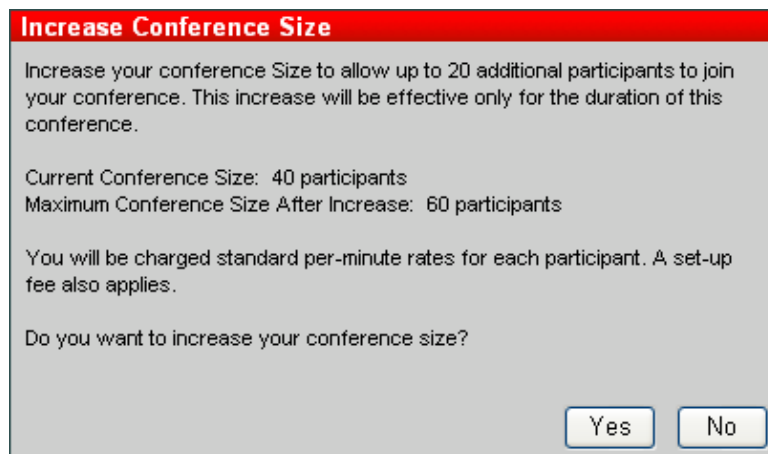 Increase Conference Size
Increase your conference Size to allow up to 20 additional participants to join
your conference. This increase will be effective only for the duration of this
conference.
Current Conference Size:  40 participants
Maximum Conference Size After Increase:  60 participants
You will be charged standard per-minute rates for each participant. A set-up
fee also applies.
Do you want to increase your conference size?
Yes No